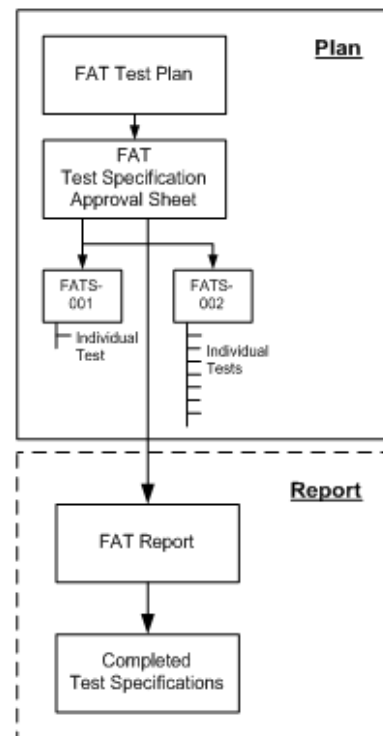 Plan
FAT Test Plan
FAT
Test Specification
Approval Sheet
FATS-
001
FATS-
002
Individual
Test
Individual
Tests
Report
FAT Report
Completed
Test Specifications